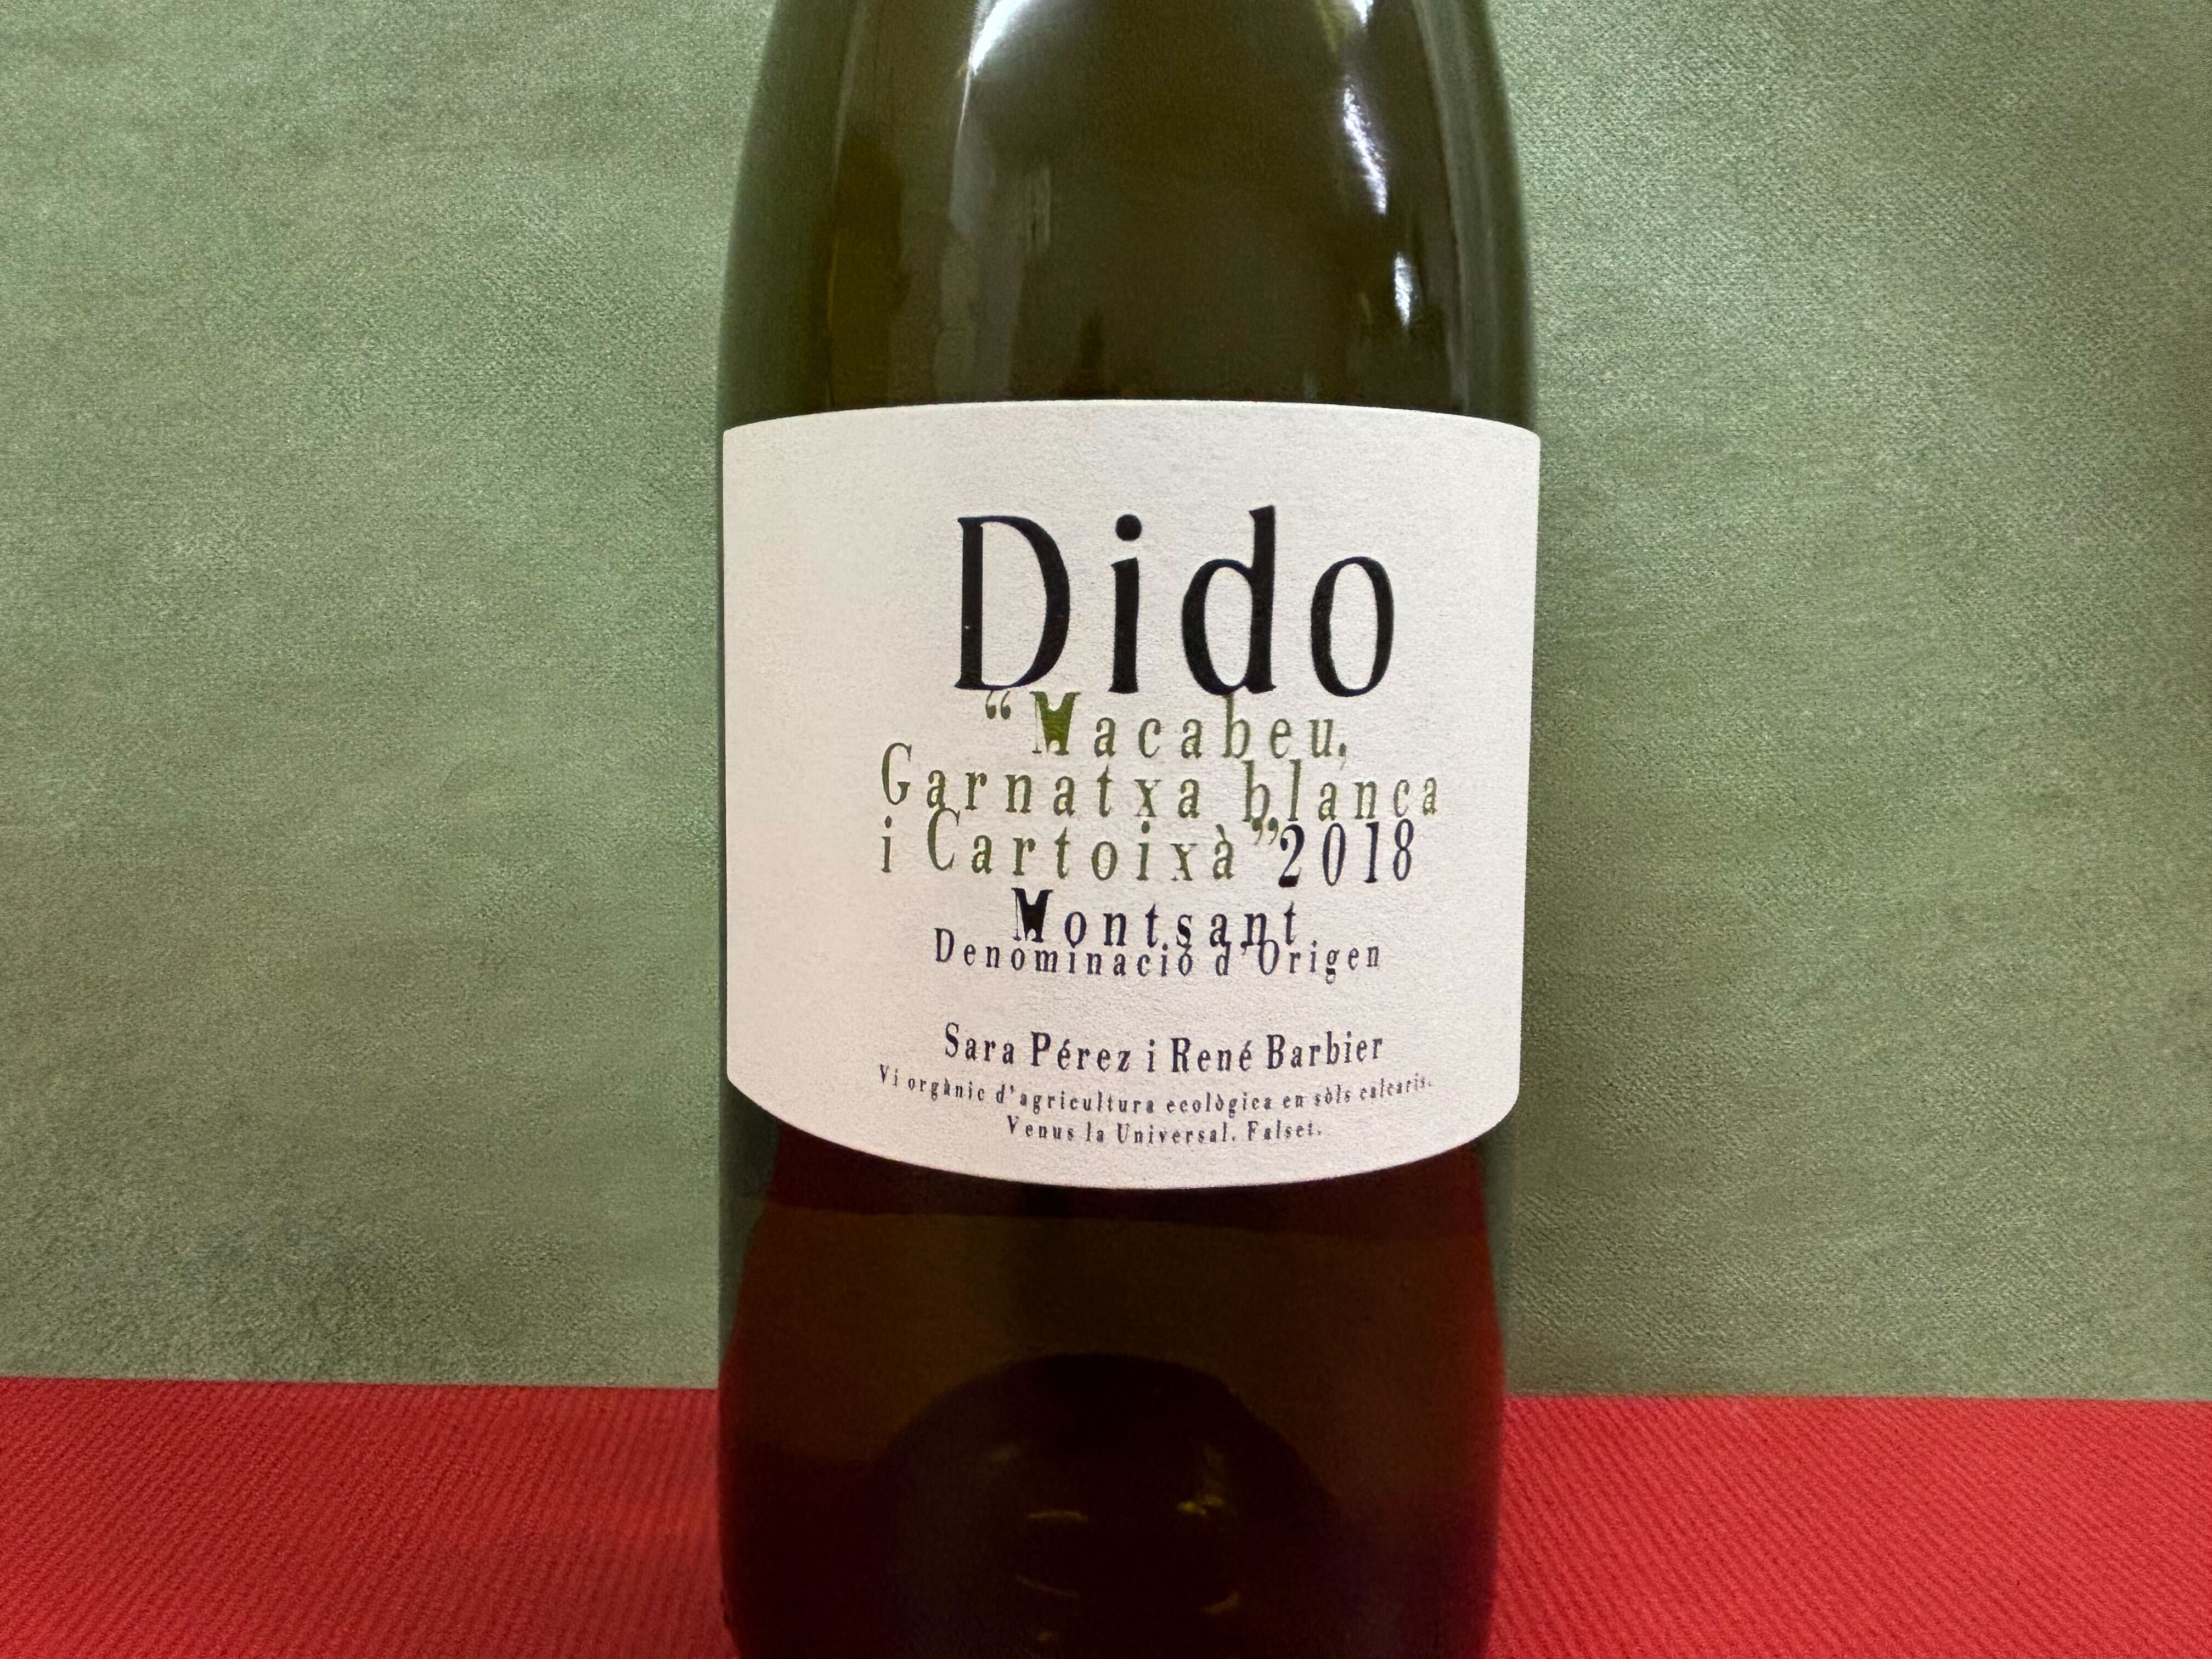 Dido
“Macabeu,
Garnatxa blanca
i Cartoixà” 2018
Montsant
Denominació d'Origen
Sara Pérez i René Barbier
Vi orgànic d'agricultura ecològica en sòls calcaris.
Venus la Universal. Falset.